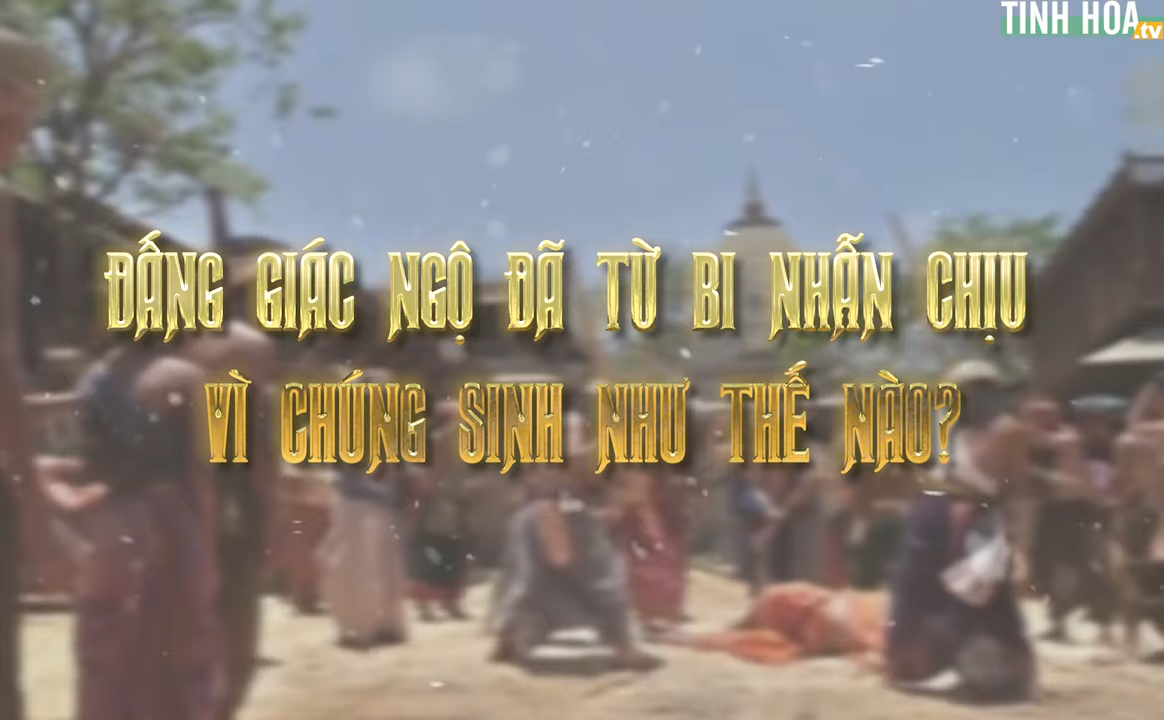 TINH HOA.tv
ĐẤNG GIÁC NGỘ ĐÃ TỪ BI NHẪN CHỊU
VÌ CHÚNG SINH NHƯ THẾ NÀO?